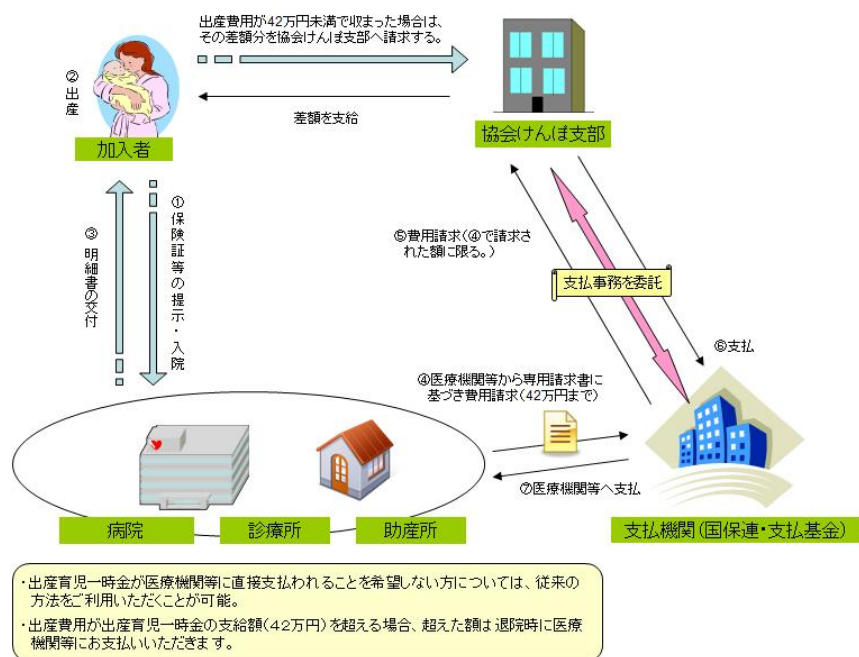 出産費用が42万円未満で収まった場合は、
その差額分を協会けんぽ支部へ請求する。
②出産
差額を支給
加入者
協会けんぽ支部
①保険証等の提示・入院
③明細書の交付
⑤費用請求(④で請求さ
れた額に限る。)
支払事務を委託
⑥支払
④医療機関等から専用請求書に
基づき費用請求(42万円まで)
⑦医療機関等へ支払
病院
診療所
助産所
支払機関(国保連・支払基金)
・出産育児一時金が医療機関等に直接支払われることを希望しない方については、従来の
方法をご利用いただくことが可能。
・出産費用が出産育児一時金の支給額(42万円)を超える場合、超えた額は退院時に医療
機関等にお支払いいただきます。